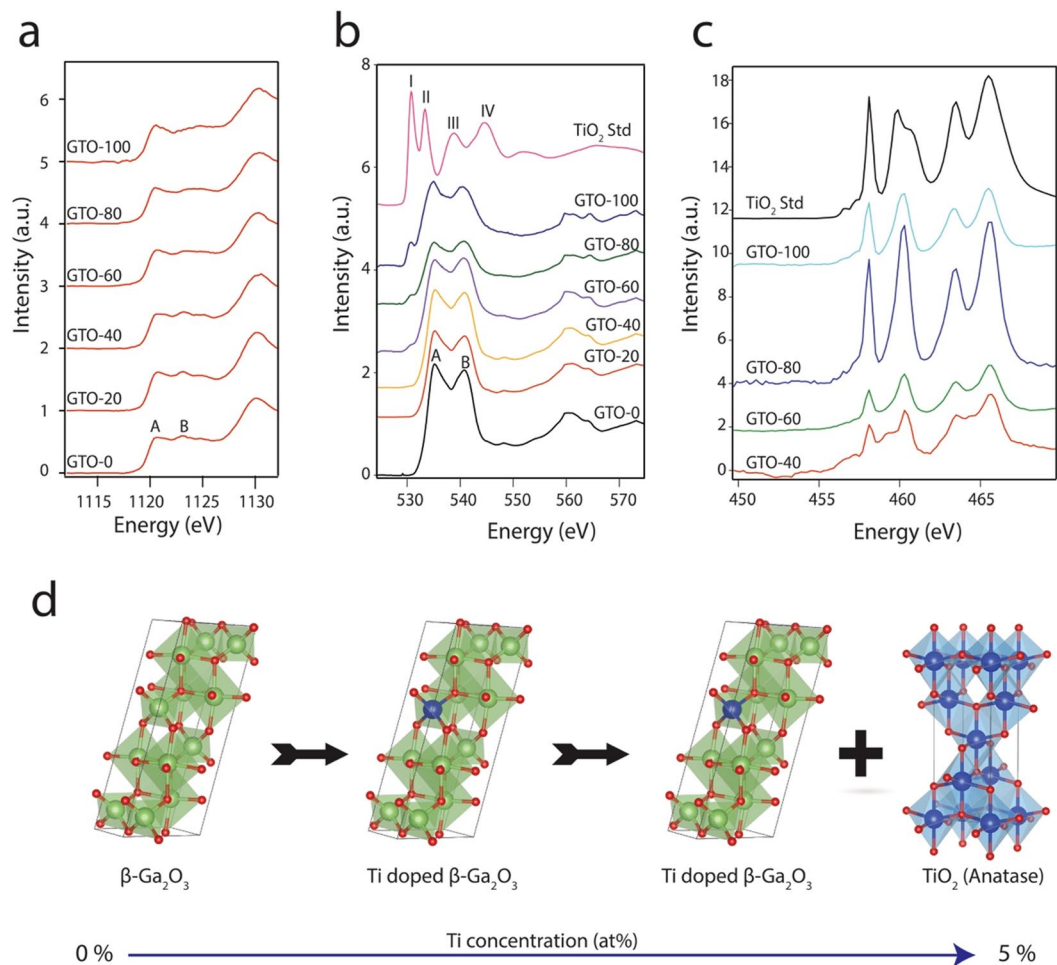 a
6
5
4
3
2
1
0
GTO-100
GTO-80
GTO-60
GTO-40
GTO-20
GTO-0
A B
1115 1120 1125 1130
Energy (eV)
Intensity (a.u.)
b
8
6
4
2
0
I
II
III
IV
TiO2 Std
GTO-100
GTO-80
GTO-60
GTO-40
GTO-20
A
B
GTO-0
530 540 550 560 570
Energy (eV)
Intensity (a.u.)
c
18
16
14
12
10
8
6
4
2
0
TiO2 Std
GTO-100
GTO-80
GTO-60
GTO-40
450 455 460 465
Energy (eV)
Intensity (a.u.)
d
β-Ga2O3
Ti doped β-Ga2O3
Ti doped β-Ga2O3
TiO2 (Anatase)
0 %
Ti concentration (at%)
5 %